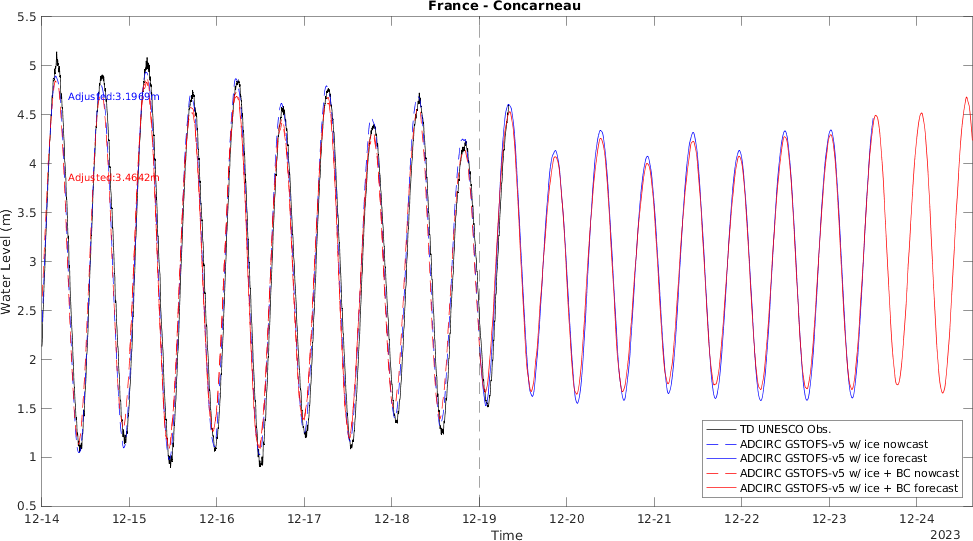 France - Concarneau
5.5
5
4.5
4
3.5
3
2.5
2
1.5
1
0.5
Water Level (m)
Adjusted:3.1969m
Adjusted:3.4642m
TD UNESCO Obs.
ADCIRC GSTOFS-v5 w/ ice nowcast
ADCIRC GSTOFS-v5 w/ ice forecast
ADCIRC GSTOFS-v5 w/ ice + BC nowcast
ADCIRC GSTOFS-v5 w/ ice + BC forecast
12-14 12-15 12-16 12-17 12-18 12-19 12-20 12-21 12-22 12-23 12-24
Time
2023